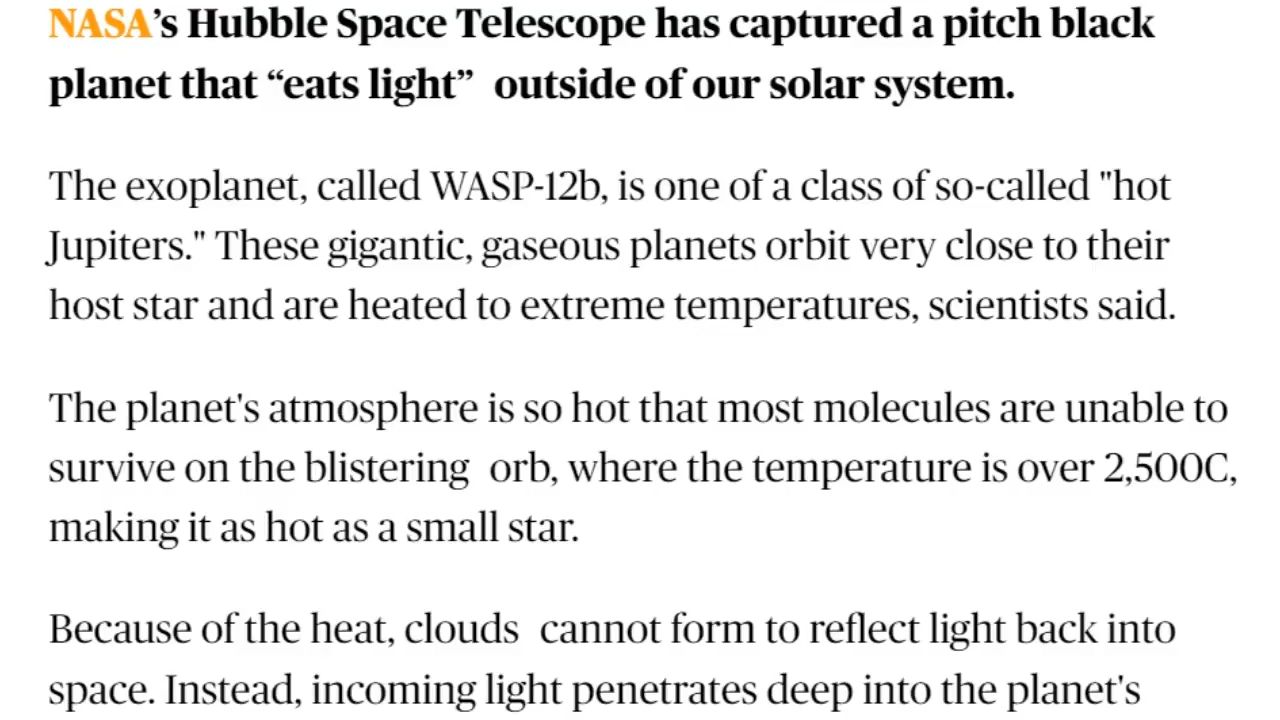 NASA’s Hubble Space Telescope has captured a pitch black
planet that “eats light”  outside of our solar system.
The exoplanet, called WASP-12b, is one of a class of so-called "hot
Jupiters." These gigantic, gaseous planets orbit very close to their
host star and are heated to extreme temperatures, scientists said.
The planet's atmosphere is so hot that most molecules are unable to
survive on the blistering  orb, where the temperature is over 2,500C,
making it as hot as a small star.
Because of the heat, clouds  cannot form to reflect light back into
space. Instead, incoming light penetrates deep into the planet's